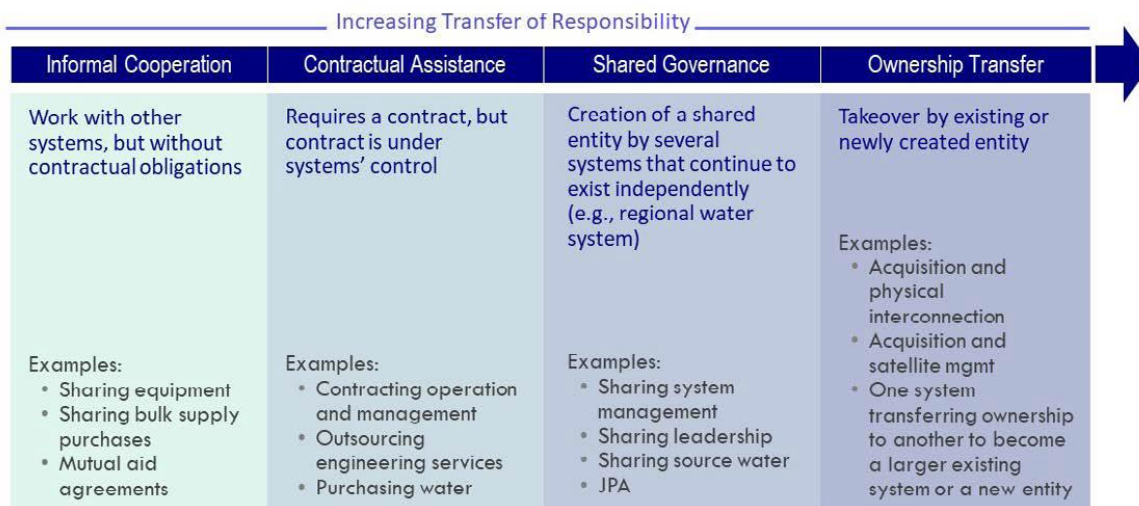 Increasing Transfer of Responsibility
Informal Cooperation
Contractual Assistance
Shared Governance
Ownership Transfer
Work with other
systems, but without
contractual obligations
Examples:
• Sharing equipment
• Sharing bulk supply
purchases
• Mutual aid
agreements
Requires a contract, but
contract is under
systems' control
Examples:
• Contracting operation
and management
• Outsourcing
engineering services
• Purchasing water
Creation of a shared
entity by several
systems that continue to
exist independently
(e.g., regional water
system)
Examples:
• Sharing system
management
• Sharing leadership
• Sharing source water
• JPA
Takeover by existing or
newly created entity
Examples:
• Acquisition and
physical
interconnection
• Acquisition and
satellite mgmt
• One system
transferring ownership
to another to become
a larger existing
system or a new entity